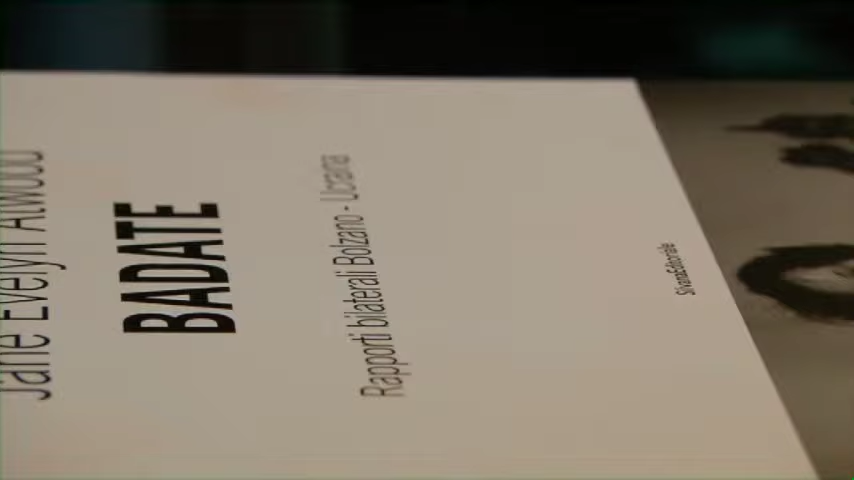 Jane Evelyn Atwood
BADATE
Rapporti bilaterali Bolzano - Ucraina
SilvanaEditoriale